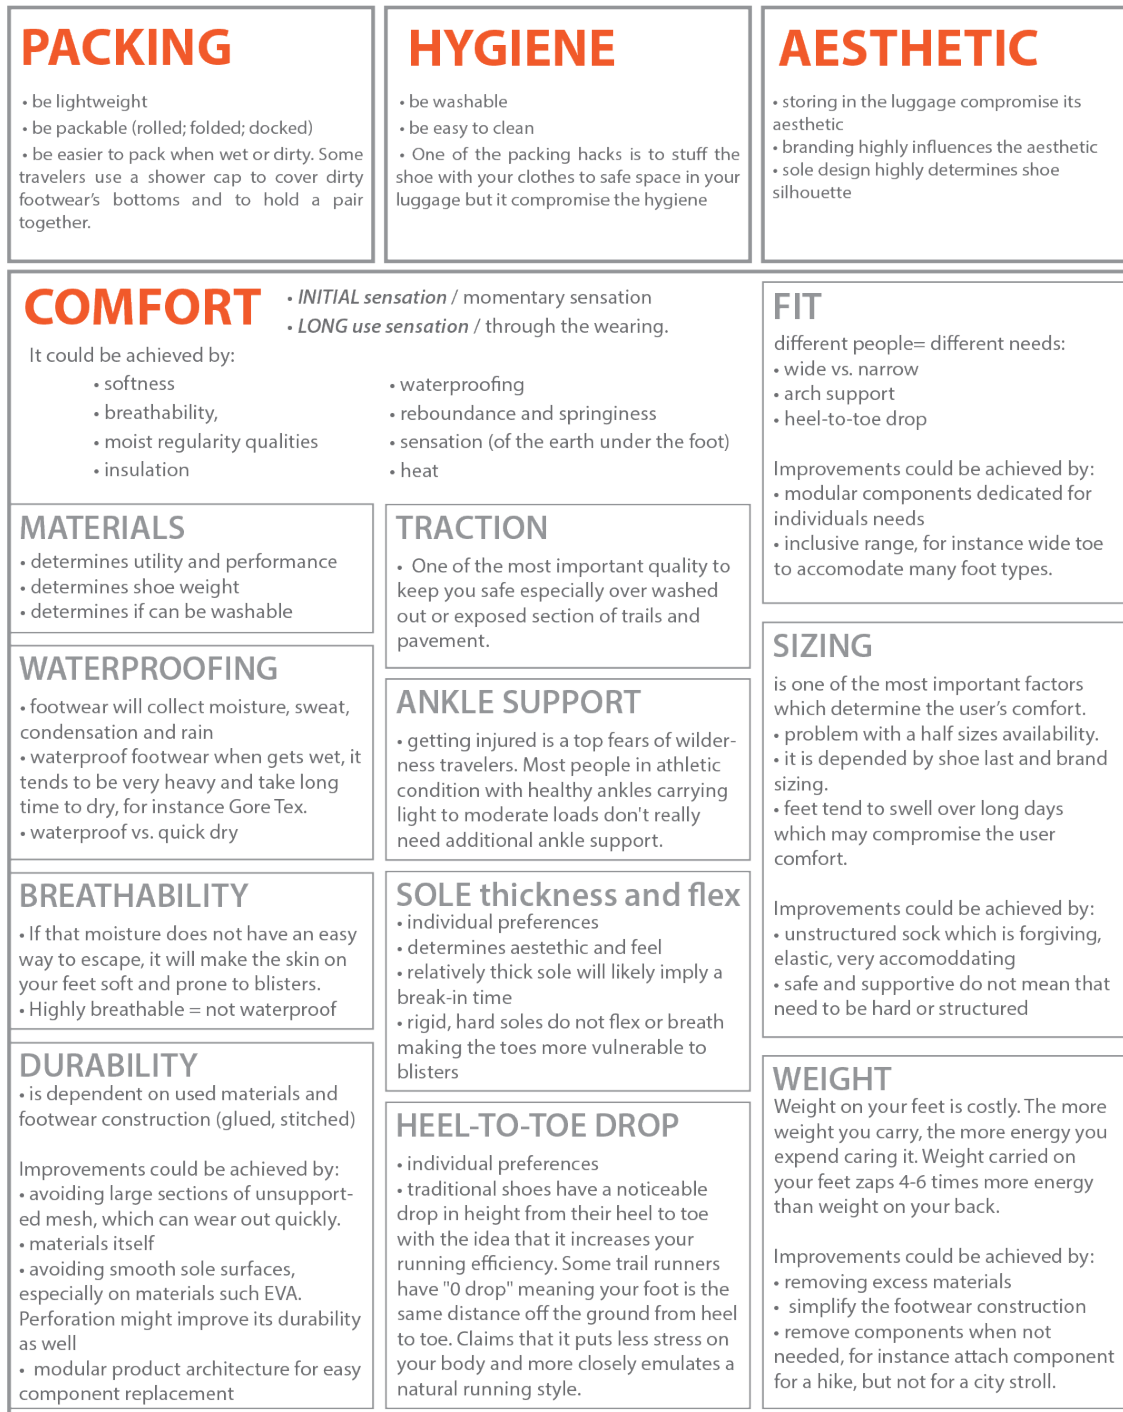 PACKING
• be lightweight
• be packable (rolled; folded; docked)
• be easier to pack when wet or dirty. Some
travelers use a shower cap to cover dirty
footwear's bottoms and to hold a pair
together.
HYGIENE
• be washable
• be easy to clean
• One of the packing hacks is to stuff the
shoe with your clothes to safe space in your
luggage but it compromise the hygiene
AESTHETIC
• storing in the luggage compromise its
aesthetic
• branding highly influences the aesthetic
• sole design highly determines shoe
silhouette
COMFORT
• INITIAL sensation / momentary sensation
• LONG use sensation / through the wearing.
It could be achieved by:
• softness
• breathability,
• moist regularity qualities
• insulation
• waterproofing
• reboundance and springiness
• sensation (of the earth under the foot)
• heat
MATERIALS
• determines utility and performance
• determines shoe weight
• determines if can be washable
WATERPROOFING
• footwear will collect moisture, sweat,
condensation and rain
• waterproof footwear when gets wet, it
tends to be very heavy and take long
time to dry, for instance Gore Tex.
• waterproof vs. quick dry
BREATHABILITY
• If that moisture does not have an easy
way to escape, it will make the skin on
your feet soft and prone to blisters.
• Highly breathable = not waterproof
DURABILITY
• is dependent on used materials and
footwear construction (glued, stitched)
Improvements could be achieved by:
• avoiding large sections of unsupport-
ed mesh, which can wear out quickly.
• materials itself
• avoiding smooth sole surfaces,
especially on materials such EVA.
Perforation might improve its durability
as well
• modular product architecture for easy
component replacement
TRACTION
• One of the most important quality to
keep you safe especially over washed
out or exposed section of trails and
pavement.
ANKLE SUPPORT
• getting injured is a top fears of wilder-
ness travelers. Most people in athletic
condition with healthy ankles carrying
light to moderate loads don't really
need additional ankle support.
SOLE thickness and flex
• individual preferences
• determines aestethic and feel
• relatively thick sole will likely imply a
break-in time
• rigid, hard soles do not flex or breath
making the toes more vulnerable to
blisters
HEEL-TO-TOE DROP
• individual preferences
• traditional shoes have a noticeable
drop in height from their heel to toe
with the idea that it increases your
running efficiency. Some trail runners
have "0 drop" meaning your foot is the
same distance off the ground from heel
to toe. Claims that it puts less stress on
your body and more closely emulates a
natural running style.
FIT
different people= different needs:
• wide vs. narrow
• arch support
• heel-to-toe drop
Improvements could be achieved by:
• modular components dedicated for
individuals needs
• inclusive range, for instance wide toe
to accomodate many foot types.
SIZING
is one of the most important factors
which determine the user's comfort.
• problem with a half sizes availability.
• it is depended by shoe last and brand
sizing.
• feet tend to swell over long days
which may compromise the user
comfort.
Improvements could be achieved by:
• unstructured sock which is forgiving,
elastic, very accomoddating
• safe and supportive do not mean that
need to be hard or structured
WEIGHT
Weight on your feet is costly. The more
weight you carry, the more energy you
expend caring it. Weight carried on
your feet zaps 4-6 times more energy
than weight on your back.
Improvements could be achieved by:
• removing excess materials
• simplify the footwear construction
• remove components when not
needed, for instance attach component
for a hike, but not for a city stroll.